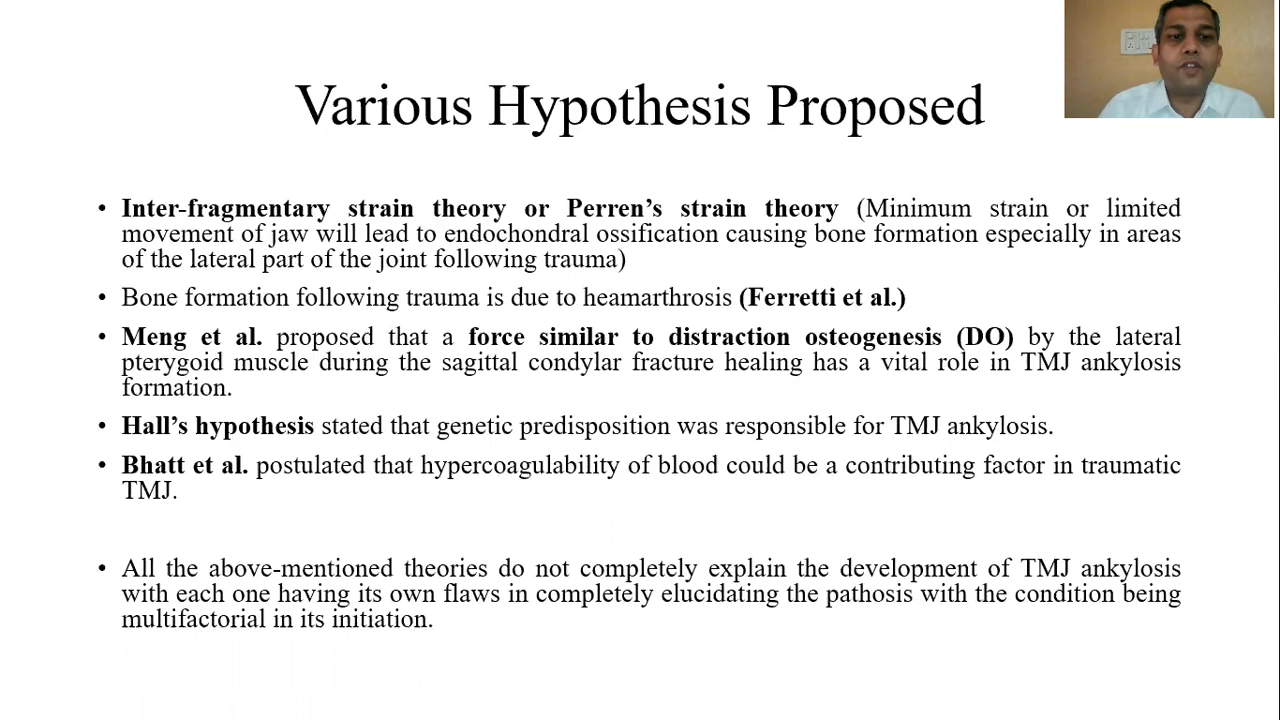 Various Hypothesis Proposed
• Inter-fragmentary strain theory or Perren’s strain theory (Minimum strain or limited
movement of jaw will lead to endochondral ossification causing bone formation especially in areas
of the lateral part of the joint following trauma)
• Bone formation following trauma is due to heamarthrosis (Ferretti et al.)
• Meng et al. proposed that a force similar to distraction osteogenesis (DO) by the lateral
pterygoid muscle during the sagittal condylar fracture healing has a vital role in TMJ ankylosis
formation.
• Hall’s hypothesis stated that genetic predisposition was responsible for TMJ ankylosis.
• Bhatt et al. postulated that hypercoagulability of blood could be a contributing factor in traumatic
TMJ.
• All the above-mentioned theories do not completely explain the development of TMJ ankylosis
with each one having its own flaws in completely elucidating the pathosis with the condition being
multifactorial in its initiation.